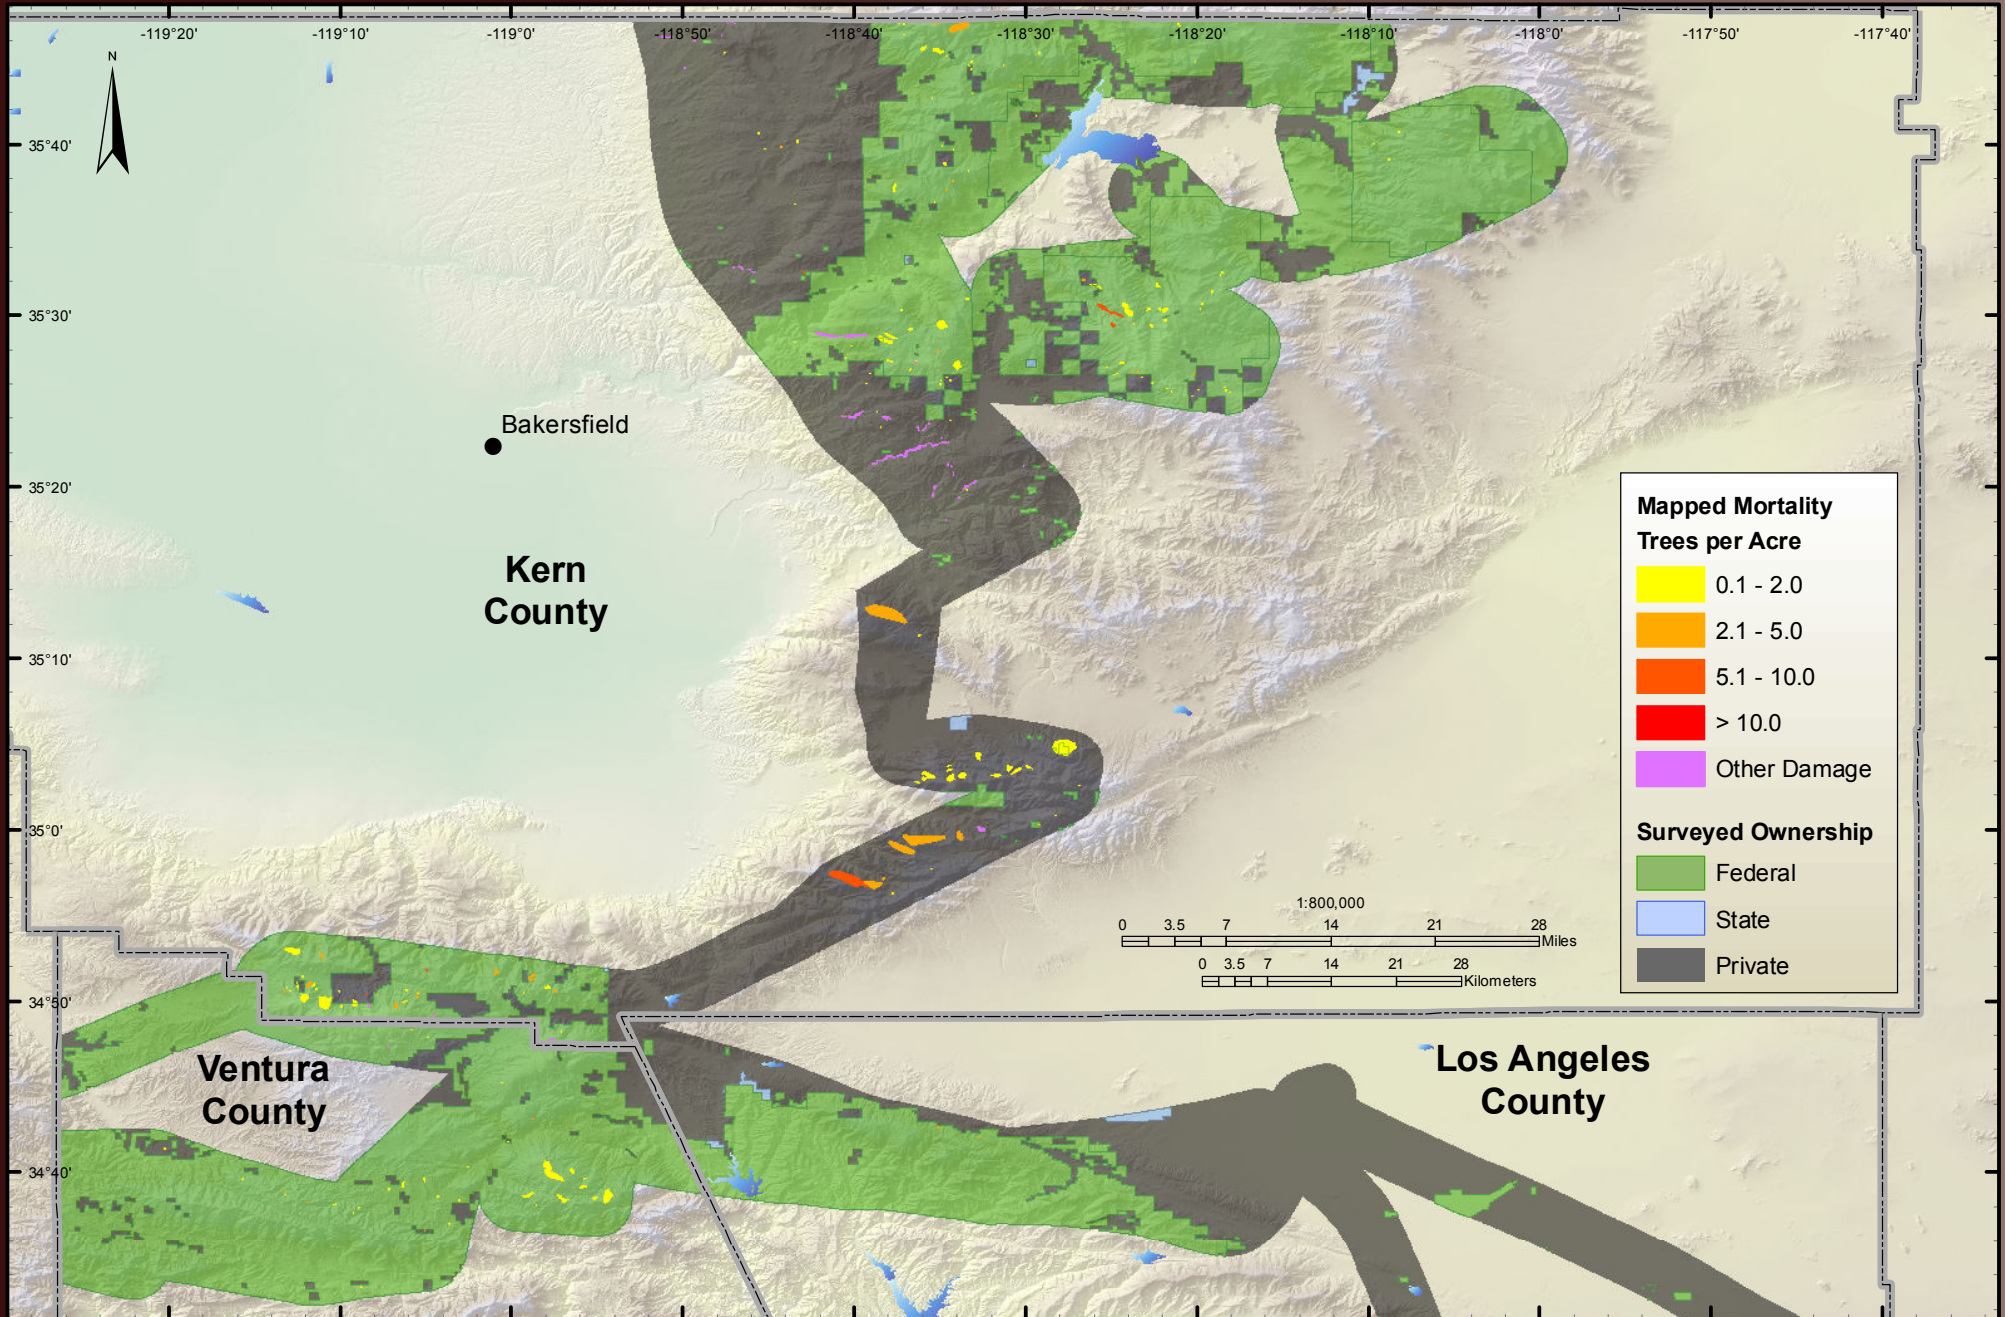 -119°20'
-119°10'
-119°0'
-118°50'
-118°40'
-118°30'
-118°20'
-118°10'
-118°0'
-117°50'
-117°40'
N
35°40'
35°30'
Bakersfield
35°20'
Kern
County
35°10'
35°0'
34°50'
34°40'
Mapped Mortality
Trees per Acre
0.1 - 2.0
2.1 - 5.0
5.1 - 10.0
> 10.0
Other Damage
Surveyed Ownership
Federal
State
Private
1:800,000
0 3.5 7 14 21 28
Miles
0 3.5 7 14 21 28
Kilometers
Ventura
County
Los Angeles
County